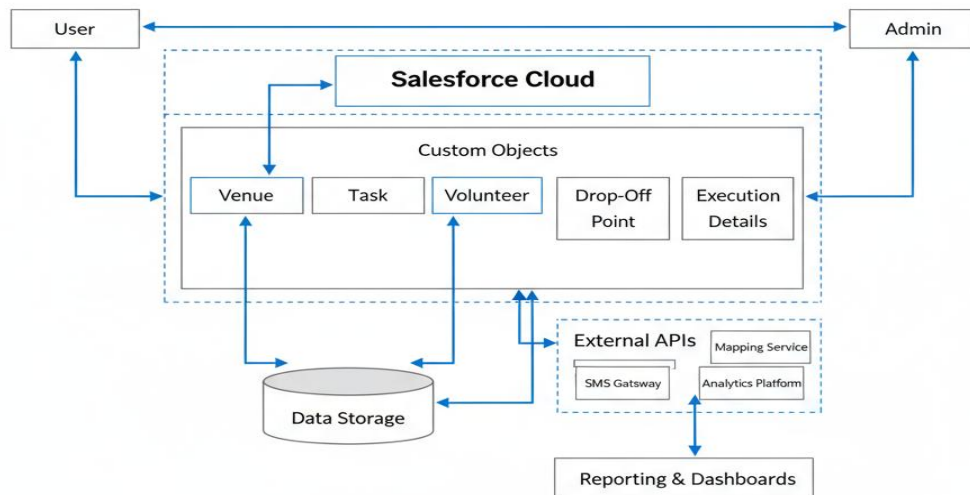 User
Admin
Salesforce Cloud
Custom Objects
Venue
Task
Volunteer
Drop-Off
Point
Execution
Details
External APIs
Mapping Service
SMS Gatsway
Analytics Platform
Data Storage
Reporting & Dashboards